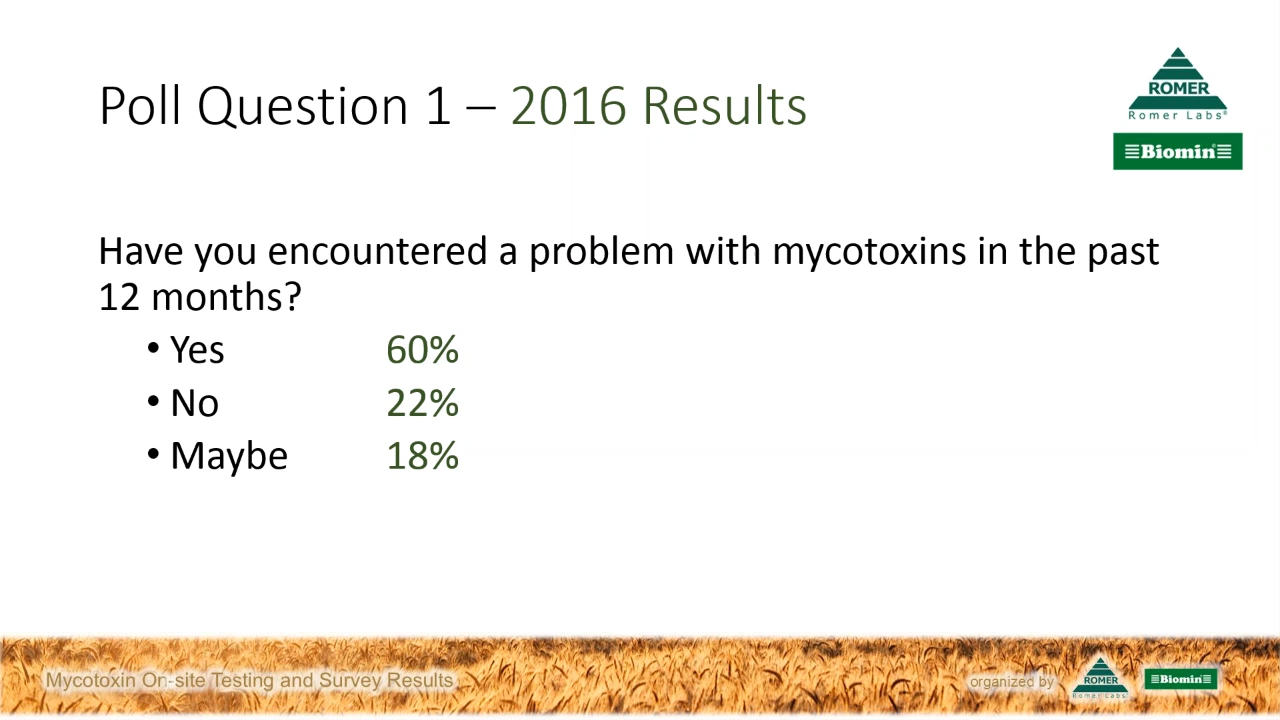 Poll Question 1 – 2016 Results
ROMER
Romer Labs®
Biomin®
Have you encountered a problem with mycotoxins in the past
12 months?
• Yes 60%
• No 22%
• Maybe 18%
Mycotoxin On-site Testing and Survey Results
organized by
ROMER
Romer Labs®
Biomin